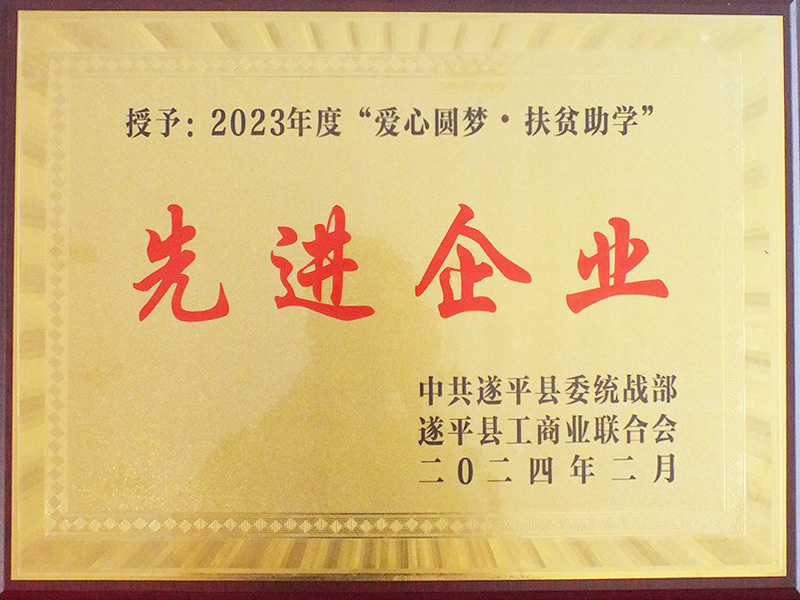 授予：2023年度“爱心圆梦·扶贫助学”
先进企业
中共遂平县委统战部
遂平县工商业联合会
二〇二四年二月